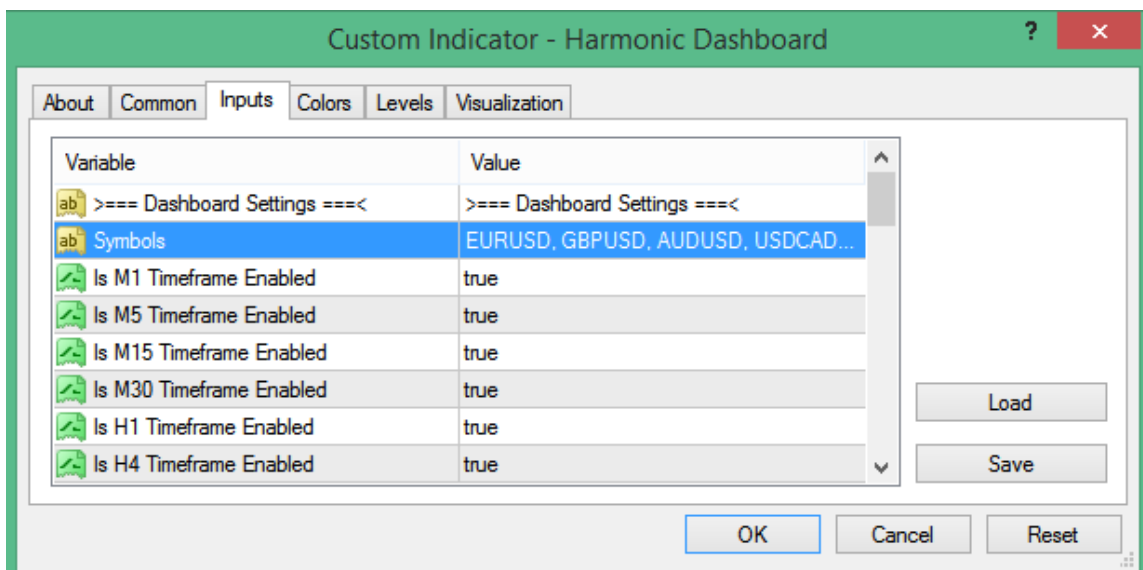 Custom Indicator - Harmonic Dashboard ? ×
About Common Inputs Colors Levels Visualization
Variable Value
ab >=== Dashboard Settings ===< >=== Dashboard Settings ===<
ab Symbols EURUSD, GBPUSD, AUDUSD, USDCAD...
Is M1 Timeframe Enabled true
Is M5 Timeframe Enabled true
Is M15 Timeframe Enabled true
Is M30 Timeframe Enabled true
Is H1 Timeframe Enabled true
Is H4 Timeframe Enabled true
Load
Save
OK Cancel Reset